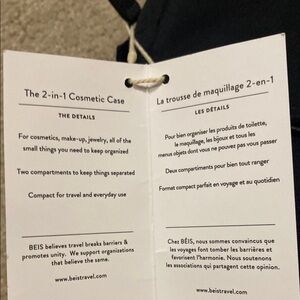 The 2-in-1 Cosmetic Case
THE DETAILS
For cosmetics, make-up, jewelry, all of the
small things you need to keep organized
Two compartments to keep things separated
Compact for travel and everyday use
BEIS believes travel breaks barriers &
promotes unity. We support organizations
that believe the same.
www.beistravel.com
La trousse de maquillage 2-en-1
LES DÉTAILS
Pour bien organiser les produits de toilette,
le maquillage, les bijoux et tous les
menus objets dont vous ne pouvez pas vous passer
Deux compartiments pour bien tout ranger
Format compact parfait en voyage et au quotidien
Chez BÉIS, nous sommes convaincus que
les voyages font tomber les barrières et
favorisent l'harmonie. Nous soutenons
les associations qui partagent cette opinion.
www.beistravel.com